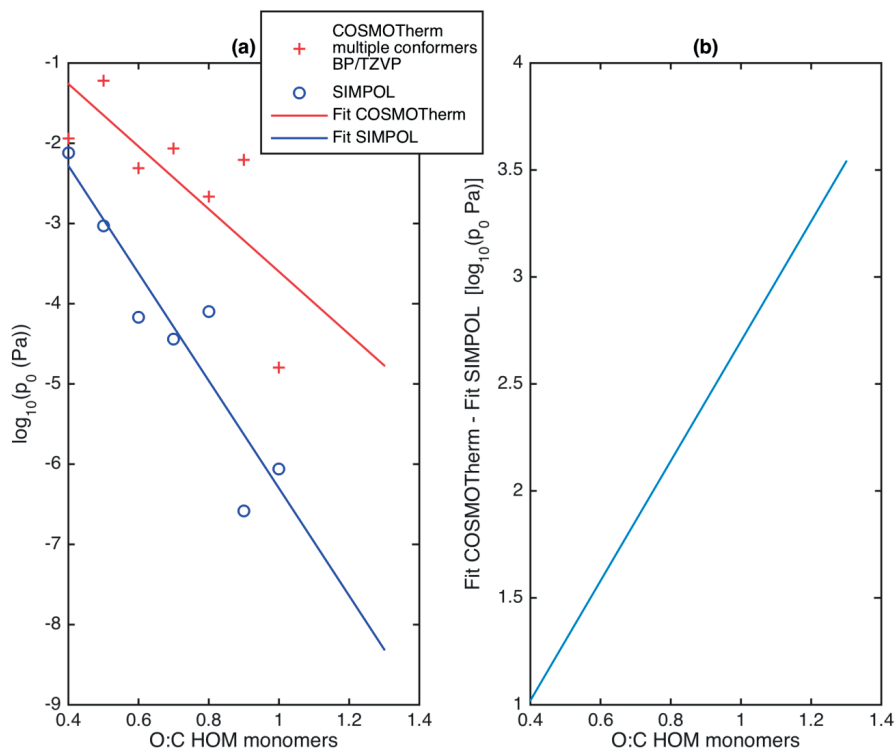 (a)
COSMOTherm
multiple conformers
BP/TZVP
SIMPOL
Fit COSMOTherm
Fit SIMPOL
-1
-2
-3
-4
-5
-6
-7
-8
-9
log10(p0 (Pa))
0.4 0.6 0.8 1 1.2 1.4
O:C HOM monomers
(b)
4
3.5
3
2.5
2
1.5
1
Fit COSMOTherm - Fit SIMPOL [log10(p0 Pa)]
0.4 0.6 0.8 1 1.2 1.4
O:C HOM monomers